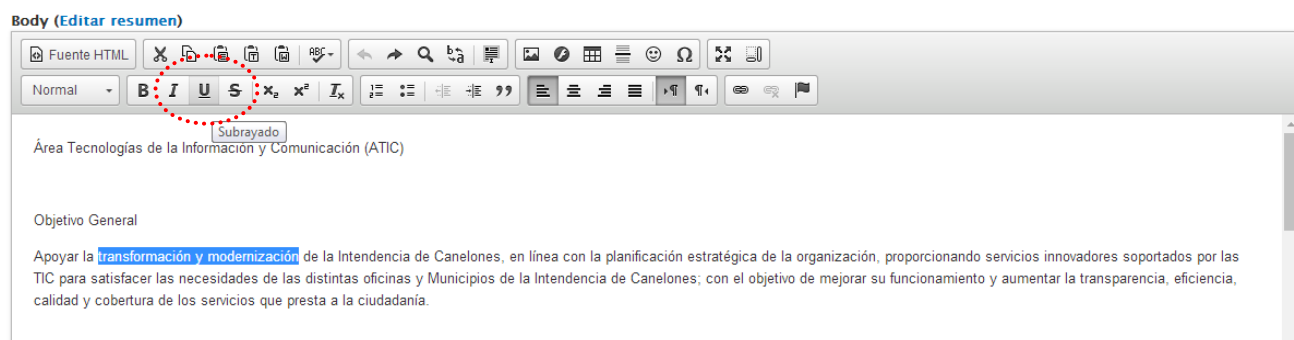 Body (Editar resumen)
Fuente HTML
Normal B I U S x₂ x² Tx
Subrayado
Área Tecnologías de la Información y Comunicación (ATIC)
Objetivo General
Apoyar la transformación y modernización de la Intendencia de Canelones, en línea con la planificación estratégica de la organización, proporcionando servicios innovadores soportados por las
TIC para satisfacer las necesidades de las distintas oficinas y Municipios de la Intendencia de Canelones; con el objetivo de mejorar su funcionamiento y aumentar la transparencia, eficiencia,
calidad y cobertura de los servicios que presta a la ciudadanía.